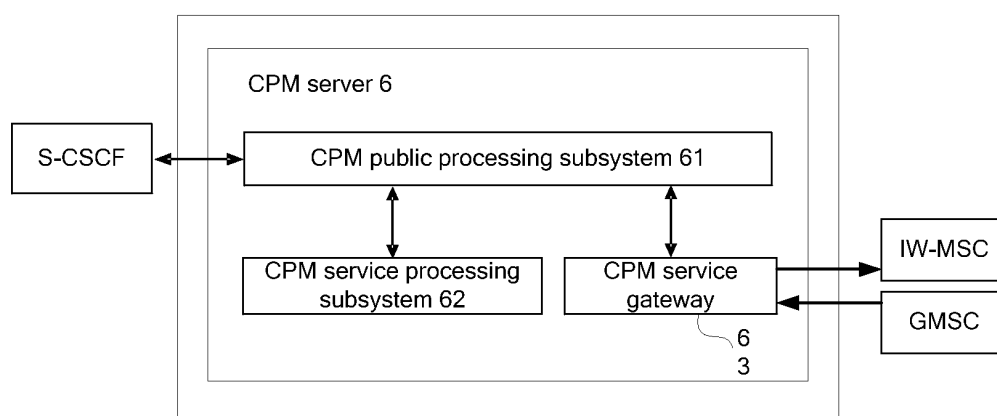 CPM server 6
S-CSCF
CPM public processing subsystem 61
CPM service processing
subsystem 62
CPM service
gateway
IW-MSC
GMSC
6
3